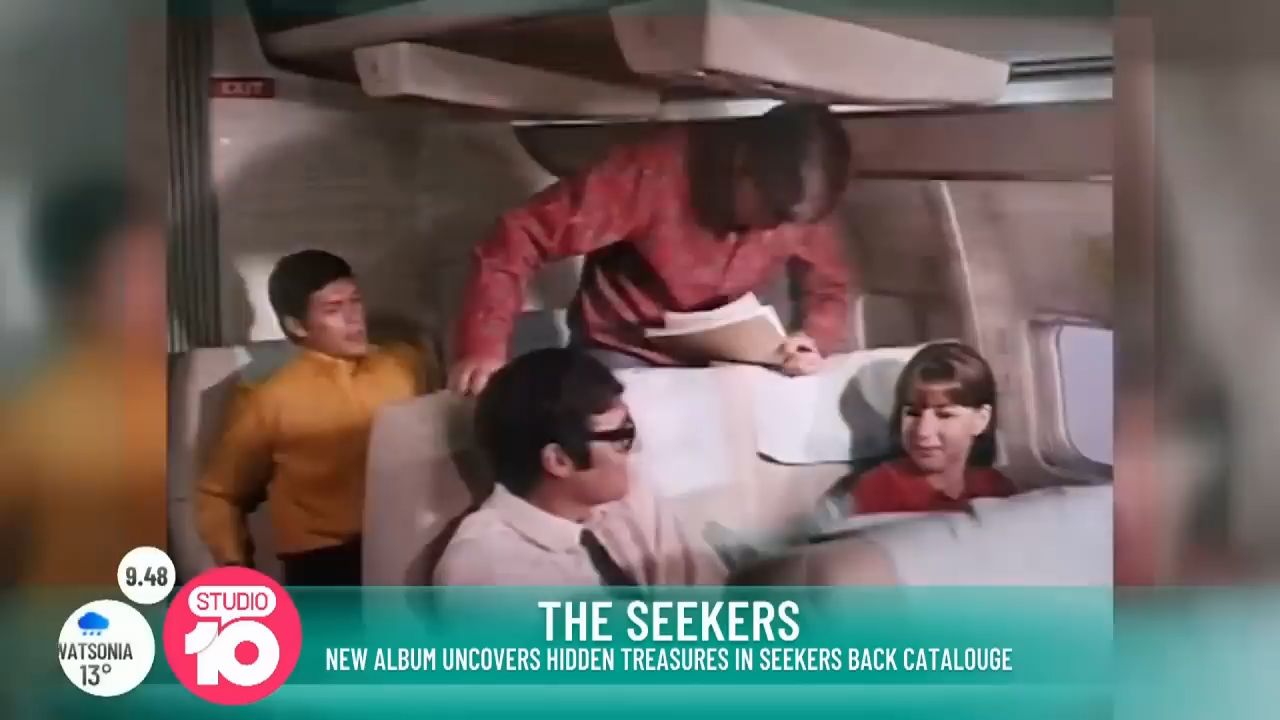 EXIT
9.48
WATSONIA
13°
STUDIO
10
THE SEEKERS
NEW ALBUM UNCOVERS HIDDEN TREASURES IN SEEKERS BACK CATALOUGE